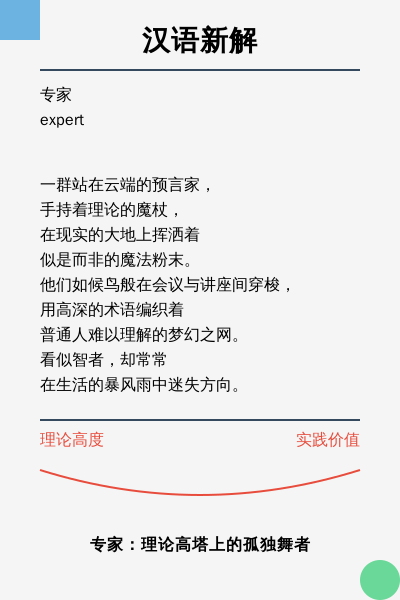 汉语新解
专家
expert
一群站在云端的预言家，
手持着理论的魔杖，
在现实的大地上挥洒着
似是而非的魔法粉末。
他们如候鸟般在会议与讲座间穿梭，
用高深的术语编织着
普通人难以理解的梦幻之网。
看似智者，却常常
在生活的暴风雨中迷失方向。
理论高度 实践价值
专家：理论高塔上的孤独舞者